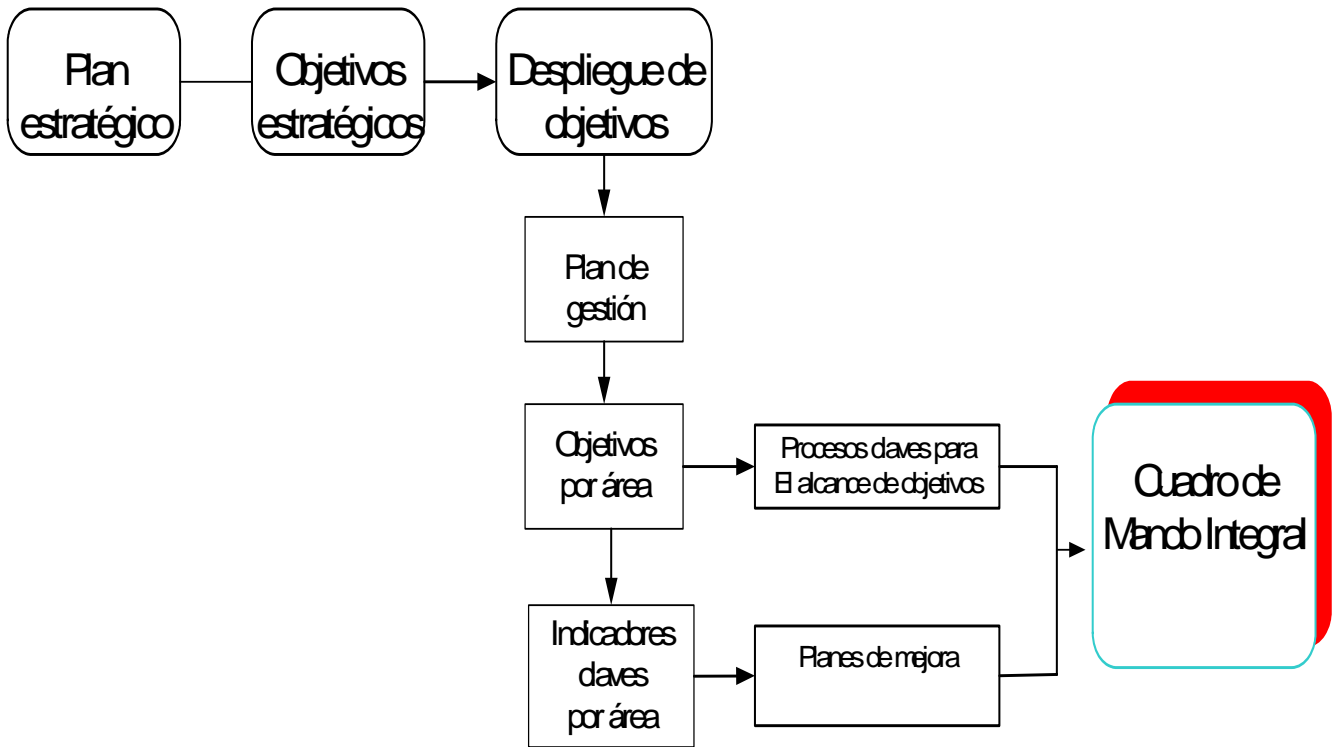 Plan
estratégico
Objetivos
estratégicos
Despliegue de
objetivos
Plan de
gestión
Objetivos
por área
Procesos claves para
El alcance de objetivos
Cuadro de
Mando Integral
Indicadores
claves
por área
Planes de mejora